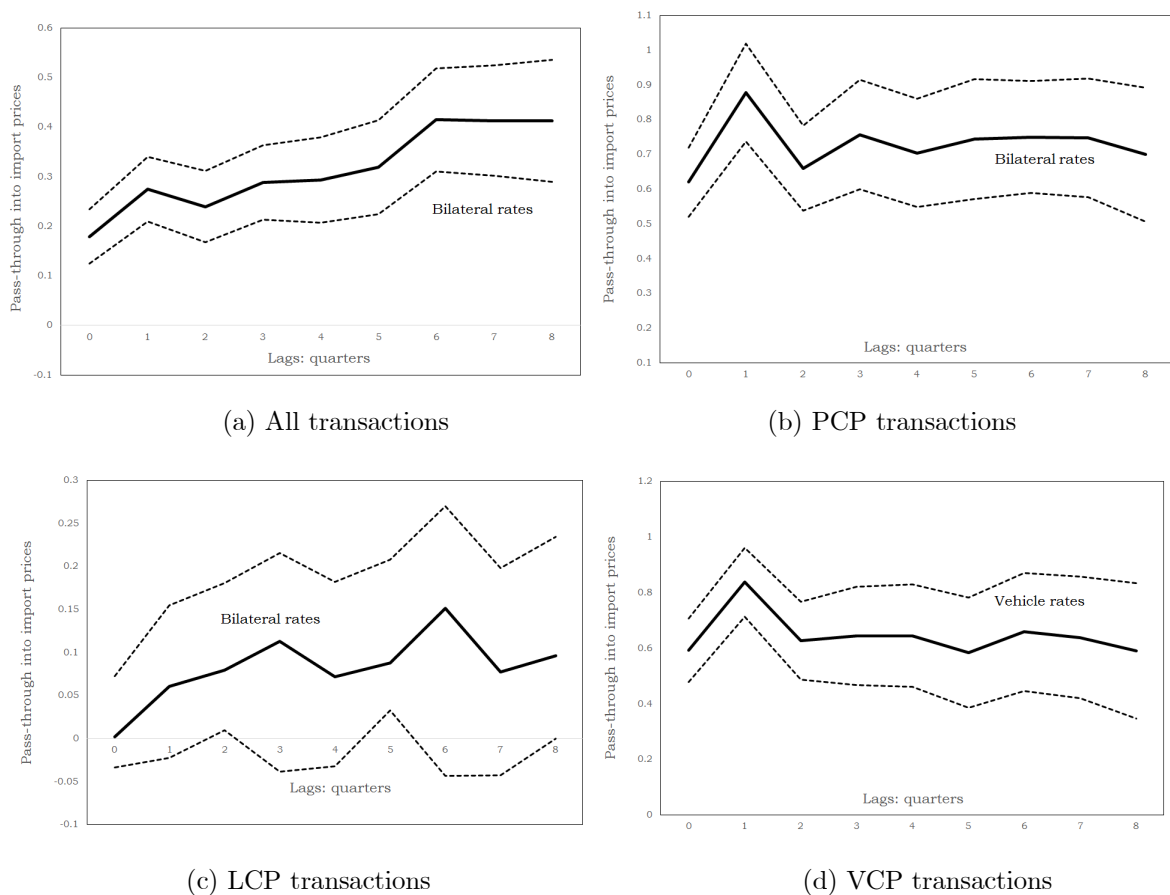 Pass-through into import prices
0.6
0.5
0.4
0.3
0.2
0.1
0
-0.1
Bilateral rates
0 1 2 3 4 5 6 7 8
Lags: quarters
(a) All transactions
Pass-through into import prices
1.1
1
0.9
0.8
0.7
0.6
0.5
0.4
0.3
0.2
0.1
Bilateral rates
Lags: quarters
0 1 2 3 4 5 6 7 8
(b) PCP transactions
Pass-through into import prices
0.3
0.25
0.2
0.15
0.1
0.05
0
-0.05
-0.1
Bilateral rates
0 1 2 3 4 5 6 7 8
Lags: quarters
(c) LCP transactions
Pass-through into import prices
1.2
1
0.8
0.6
0.4
0.2
0
Vehicle rates
Lags: quarters
0 1 2 3 4 5 6 7 8
(d) VCP transactions